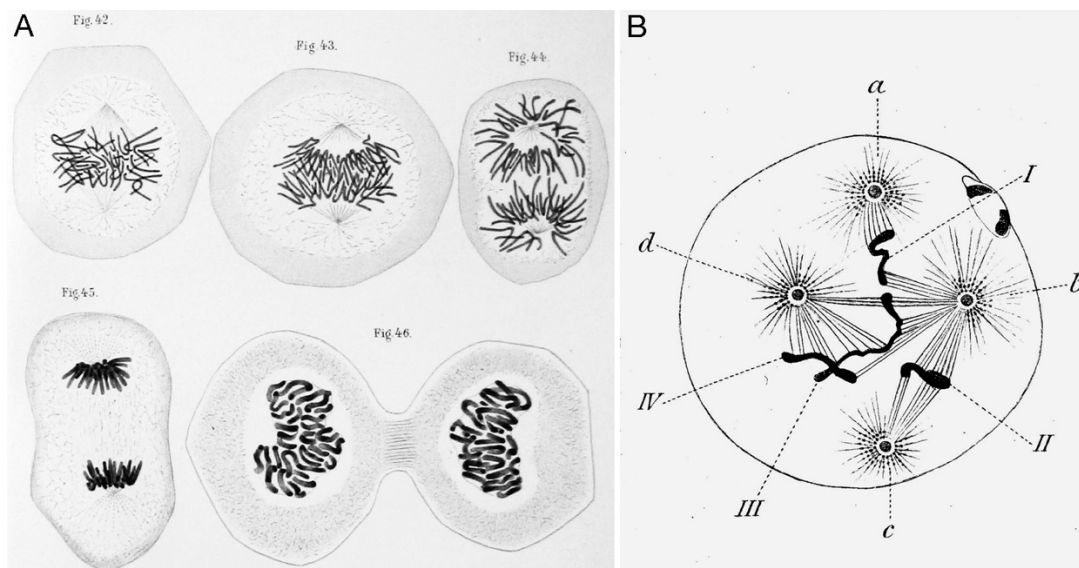 A
Fig. 42.
Fig. 43.
Fig. 44.
Fig. 45.
Fig. 46.
B
a
I
d
b
IV
II
III
c